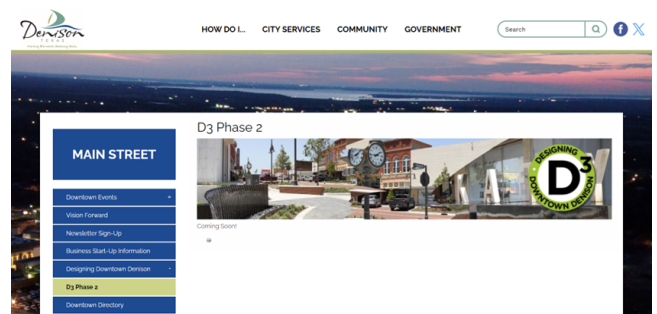 Denison
TEXAS
HOW DO I...
CITY SERVICES
COMMUNITY
GOVERNMENT
Search
D3 Phase 2
MAIN STREET
DESIGNING
D3
DOWNTOWN DENISON
Coming Soon!
Downtown Events
Vision Forward
Newsletter Sign-Up
Business Start-Up Information
Designing Downtown Denison
D3 Phase 2
Downtown Directory